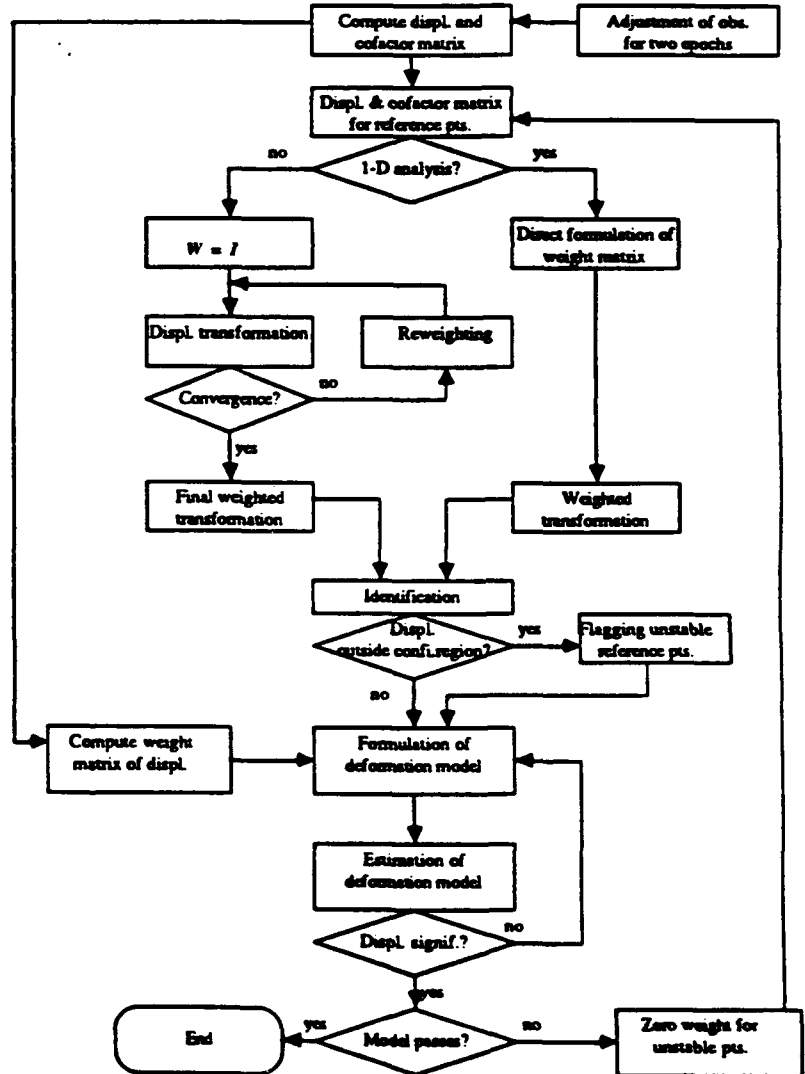 Compute displ. and
cofactor matrix
Adjustment of obs.
for two epochs
Displ. & cofactor matrix
for reference pts.
no
1-D analysis?
yes
W = I
Direct formulation of
weight matrix
Displ. transformation
Reweighting
Convergence?
no
yes
Final weighted
transformation
Weighted
transformation
Identification
Displ.
outside confi.region?
yes
Flagging unstable
reference pts.
no
Compute weight
matrix of displ.
Formulation of
deformation model
Estimation of
deformation model
Displ. signif.?
no
yes
End
yes
Model passes?
no
Zero weight for
unstable pts.